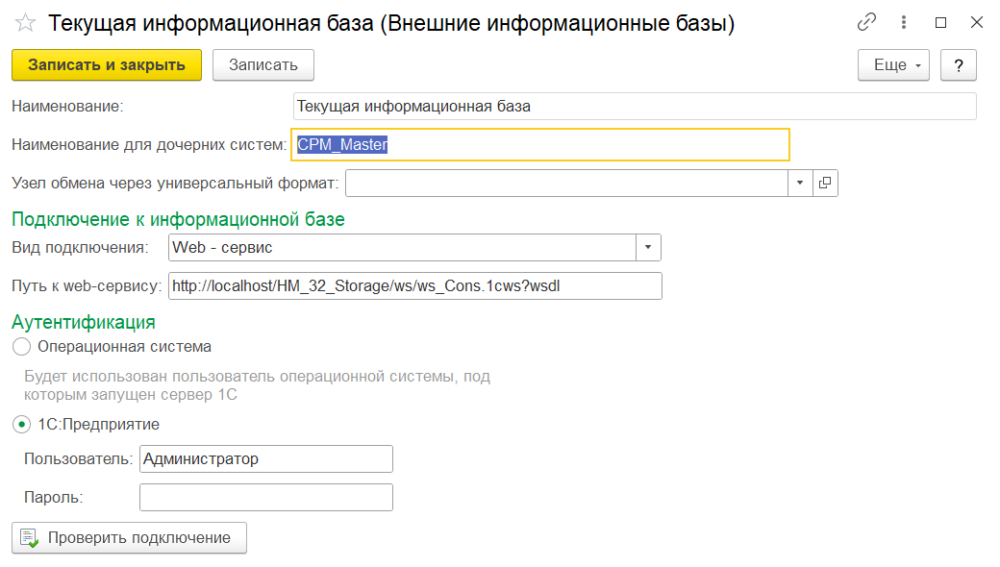 Текущая информационная база (Внешние информационные базы)
Записать и закрыть Записать Еще ?
Наименование: Текущая информационная база
Наименование для дочерних систем: CPM_Master
Узел обмена через универсальный формат:
Подключение к информационной базе
Вид подключения: Web - сервис
Путь к web-сервису: http://localhost/HM_32_Storage/ws/ws_Cons.1cws?wsdl
Аутентификация
Операционная система
Будет использован пользователь операционной системы, под
которым запущен сервер 1С
1С:Предприятие
Пользователь: Администратор
Пароль:
Проверить подключение